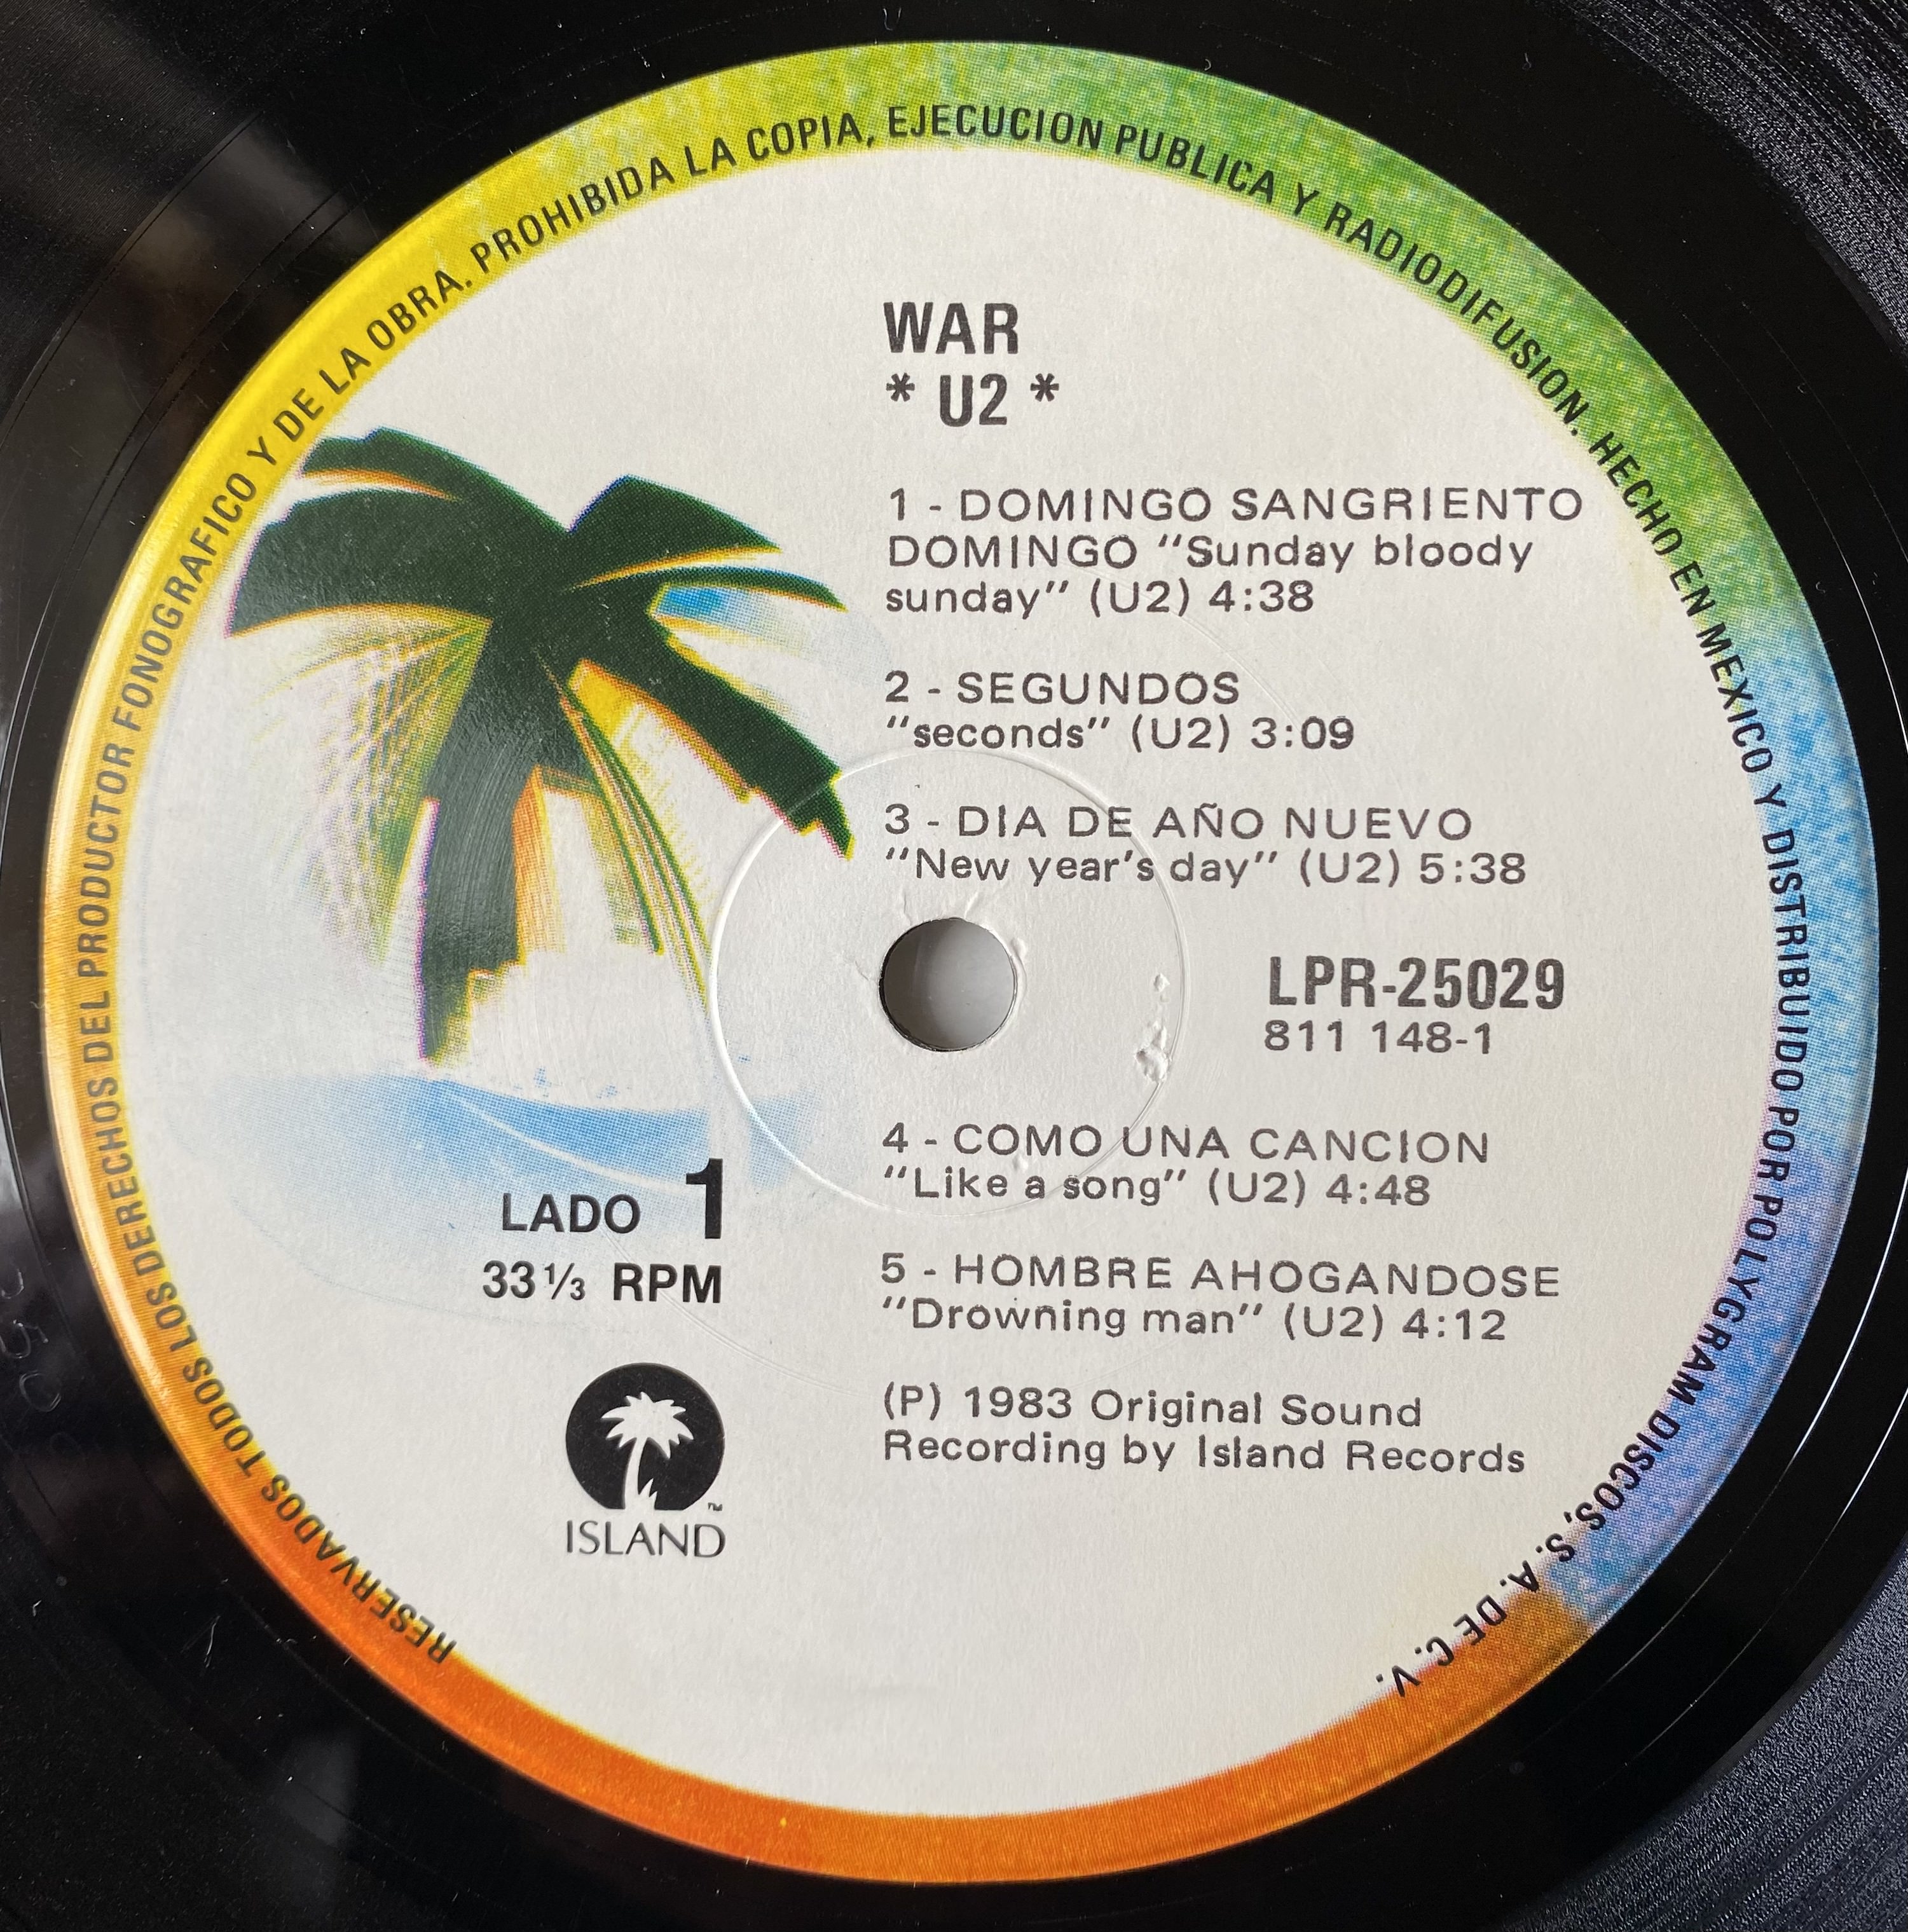 RESERVADOS TODOS LOS DERECHOS DEL PRODUCTOR FONOGRAFICO Y DE LA OBRA. PROHIBIDA LA COPIA, EJECUCION PUBLICA Y RADIODIFUSION. HECHO EN MEXICO Y DISTRIBUIDO POR POLYGRAM DISCOS, S. A. DE C. V.
WAR
* U2 *
1 - DOMINGO SANGRIENTO
DOMINGO "Sunday bloody
sunday" (U2) 4:38
2 - SEGUNDOS
"seconds" (U2) 3:09
3 - DIA DE AÑO NUEVO
"New year's day" (U2) 5:38
LPR-25029
811 148-1
4 - COMO UNA CANCION
"Like a song" (U2) 4:48
5 - HOMBRE AHOGANDOSE
"Drowning man" (U2) 4:12
(P) 1983 Original Sound
Recording by Island Records
LADO 1
33 1/3 RPM
TM
ISLAND